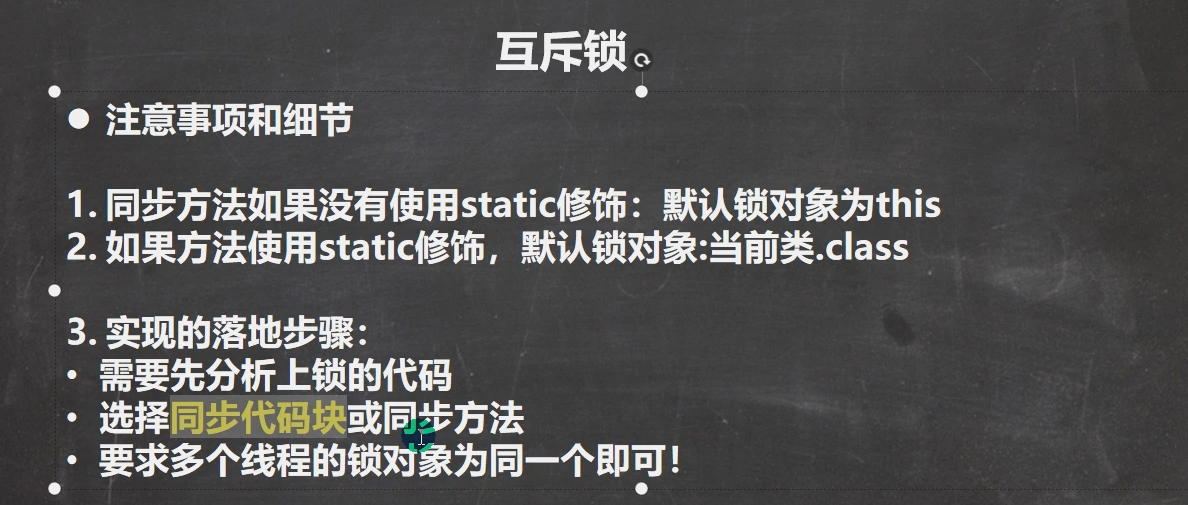 互斥锁
● 注意事项和细节
1. 同步方法如果没有使用static修饰：默认锁对象为this
2. 如果方法使用static修饰，默认锁对象:当前类.class
3. 实现的落地步骤：
• 需要先分析上锁的代码
• 选择同步代码块或同步方法
• 要求多个线程的锁对象为同一个即可！